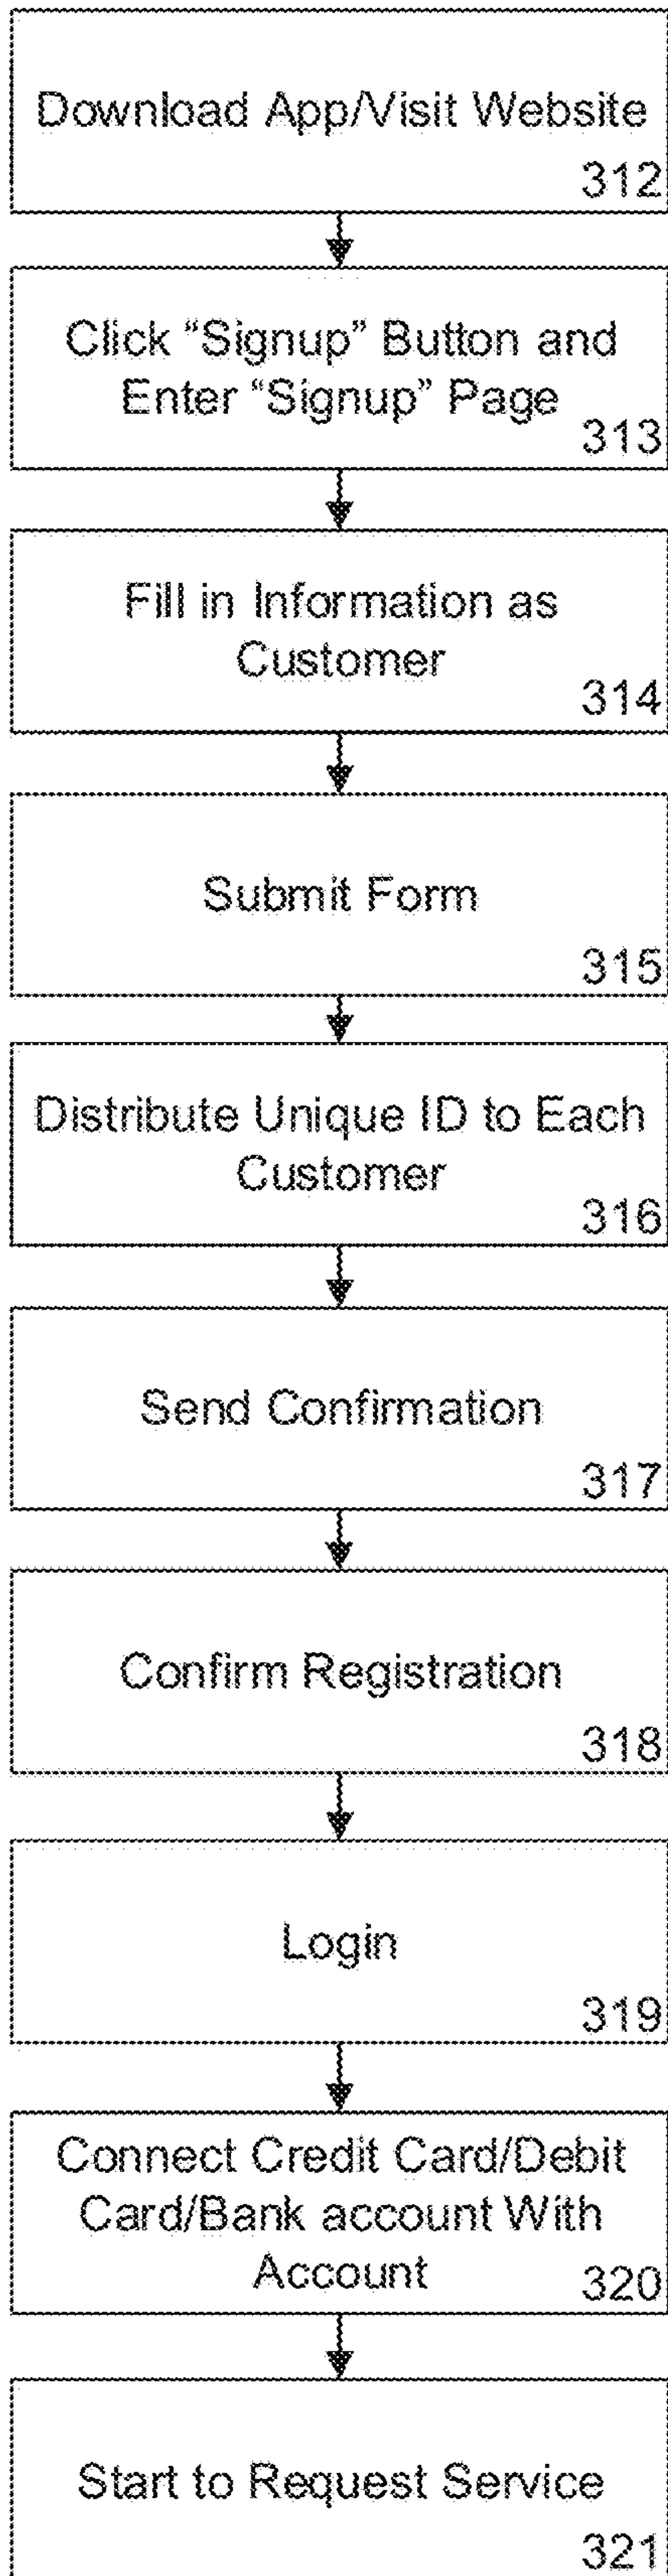 Download App/Visit Website
312
Click “Signup” Button and
Enter “Signup” Page
313
Fill in Information as
Customer
314
Submit Form
315
Distribute Unique ID to Each
Customer
316
Send Confirmation
317
Confirm Registration
318
Login
319
Connect Credit Card/Debit
Card/Bank account With
Account
320
Start to Request Service
321